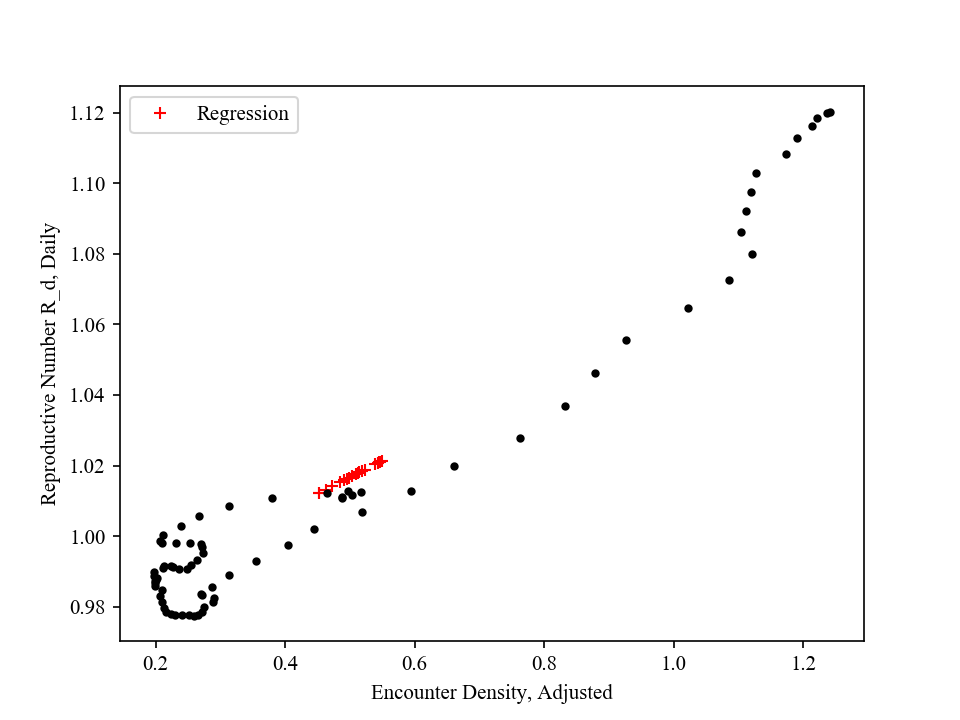 Regression
Reproductive Number R_d, Daily
1.12
1.10
1.08
1.06
1.04
1.02
1.00
0.98
0.2 0.4 0.6 0.8 1.0 1.2
Encounter Density, Adjusted